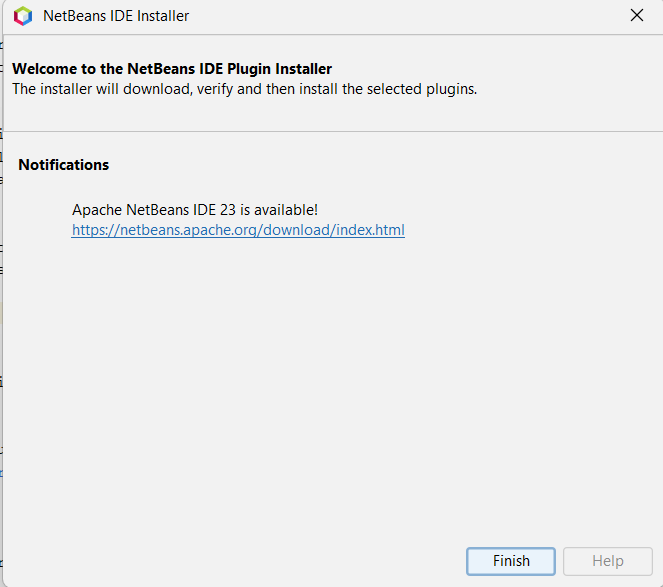 NetBeans IDE Installer
Welcome to the NetBeans IDE Plugin Installer
The installer will download, verify and then install the selected plugins.
Notifications
Apache NetBeans IDE 23 is available!
https://netbeans.apache.org/download/index.html
Finish
Help